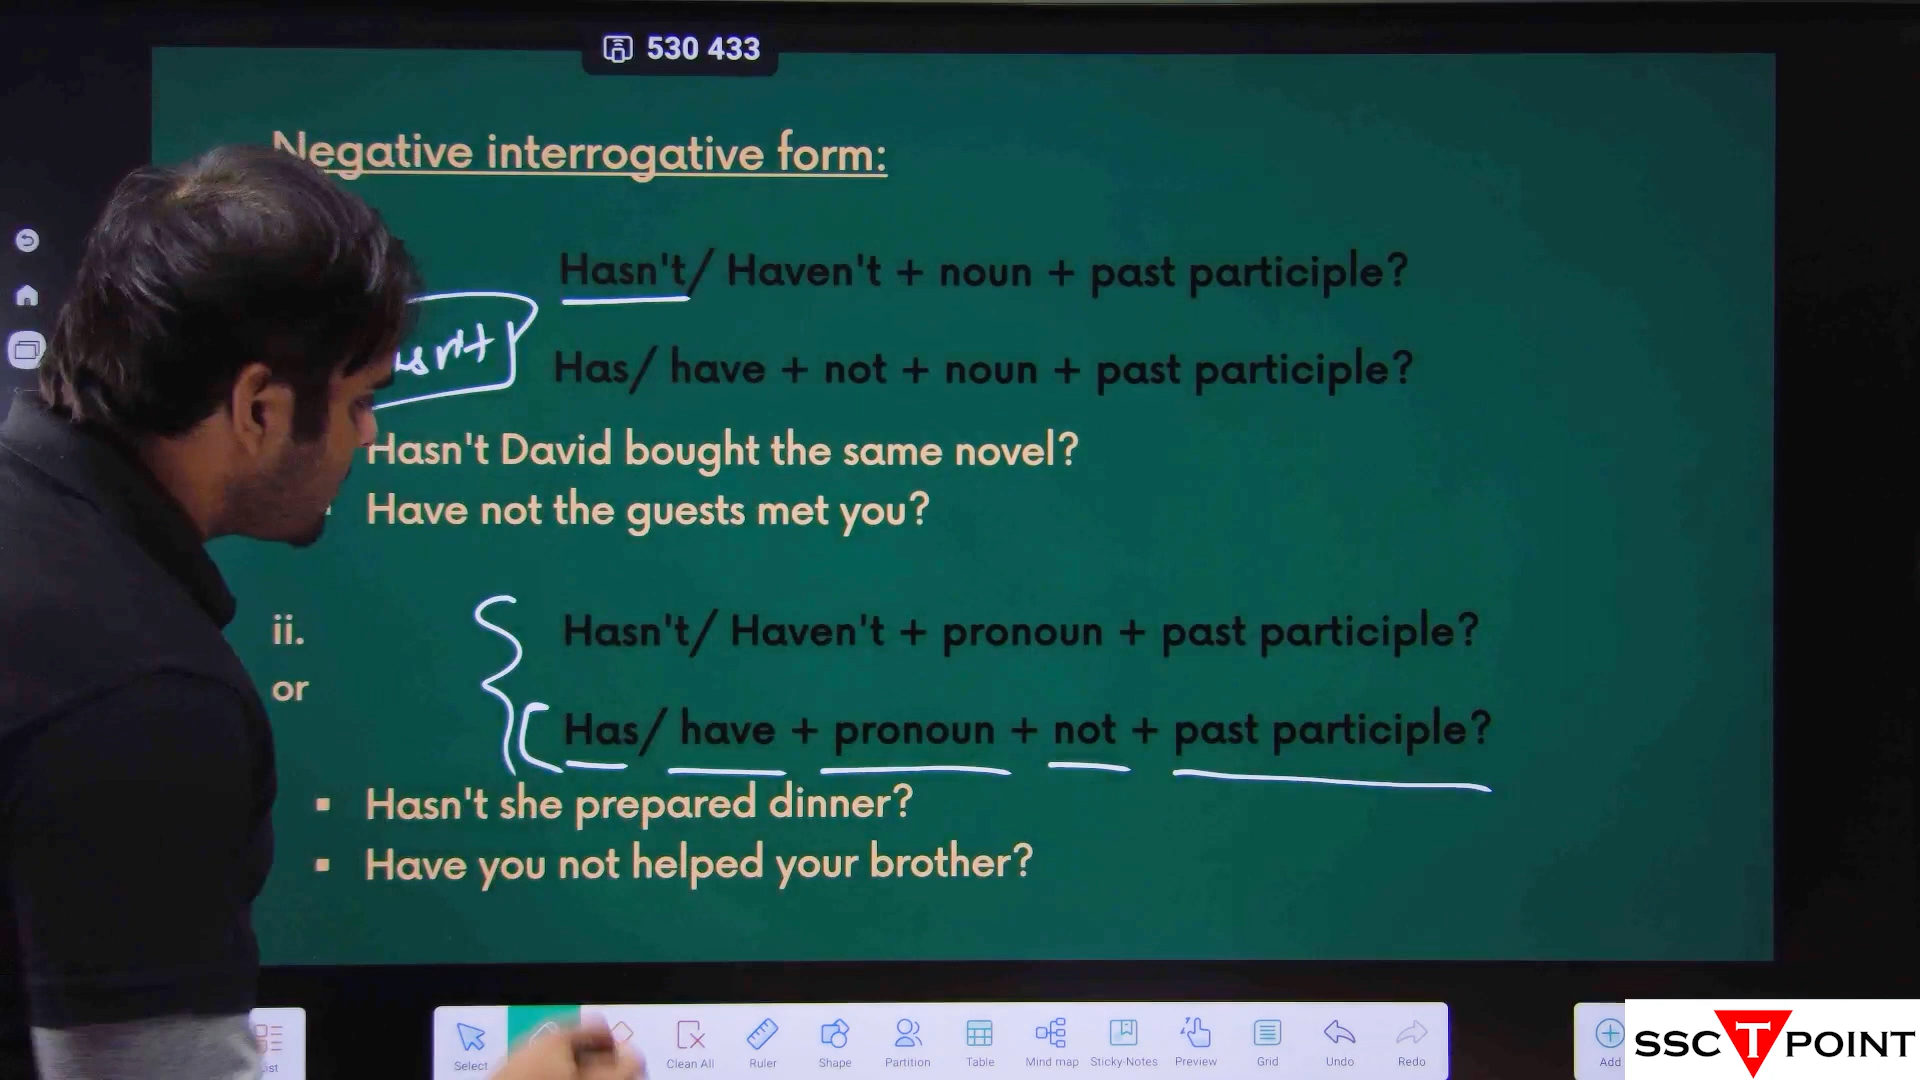 530 433
Negative interrogative form:
Hasn't/ Haven't + noun + past participle?
Has/ have + not + noun + past participle?
Hasn't David bought the same novel?
Have not the guests met you?
ii. Hasn't/ Haven't + pronoun + past participle?
or
Has/ have + pronoun + not + past participle?
Hasn't she prepared dinner?
Have you not helped your brother?
Select Clean All Ruler Shape Partition Table Mind map Sticky-Notes Preview Grid Undo Redo Add
SSC T POINT